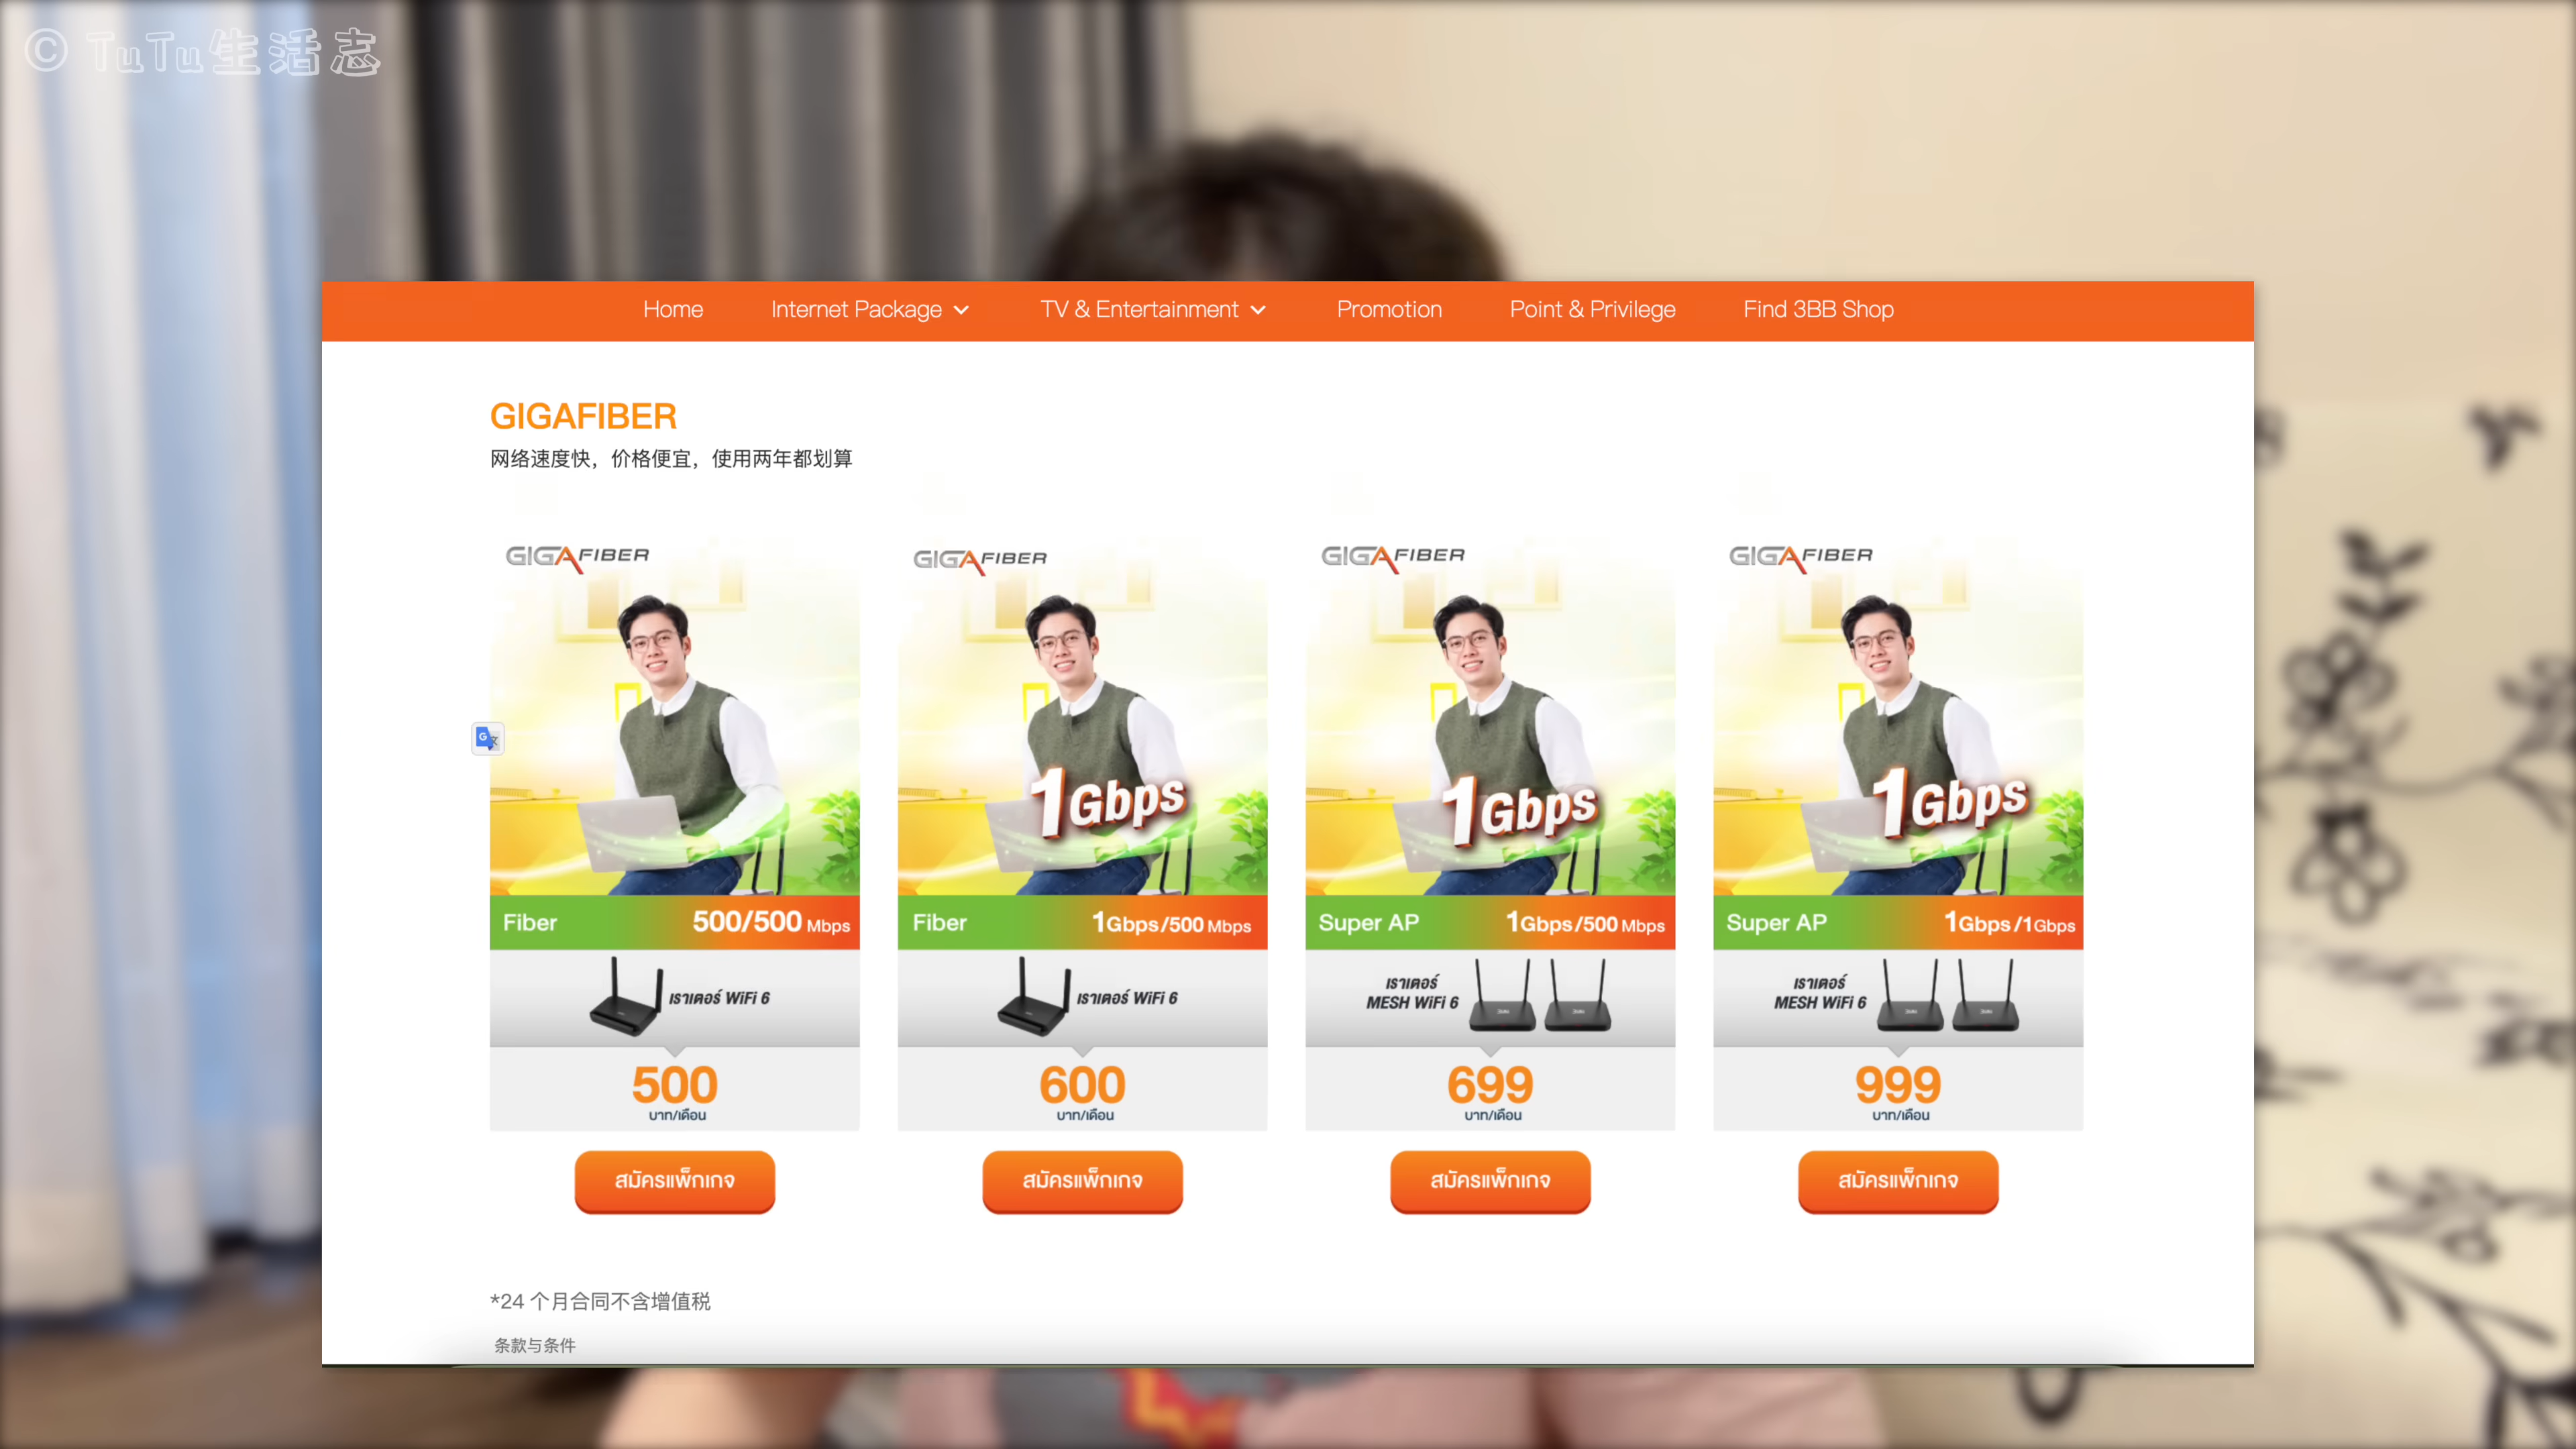 © TuTu生活志
Home Internet Package TV & Entertainment Promotion Point & Privilege Find 3BB Shop
GIGAFIBER
网络速度快，价格便宜，使用两年都划算
GIGAFIBER
Fiber 500/500 Mbps
เราเตอร์ WiFi 6
500
บาท/เดือน
สมัครแพ็กเกจ
GIGAFIBER
1Gbps
Fiber 1Gbps/500 Mbps
เราเตอร์ WiFi 6
600
บาท/เดือน
สมัครแพ็กเกจ
GIGAFIBER
1Gbps
Super AP 1Gbps/500 Mbps
เราเตอร์
MESH WiFi 6
699
บาท/เดือน
สมัครแพ็กเกจ
GIGAFIBER
1Gbps
Super AP 1Gbps/1Gbps
เราเตอร์
MESH WiFi 6
999
บาท/เดือน
สมัครแพ็กเกจ
*24 个月合同不含增值税
条款与条件